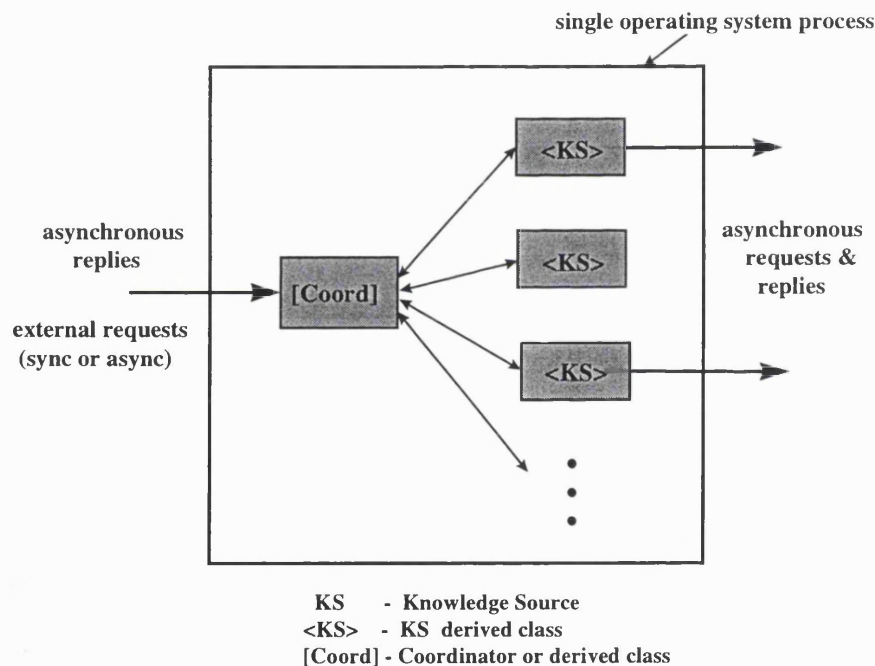 single operating system process
<KS>
asynchronous
replies
[Coord]
<KS>
asynchronous
requests &
replies
external requests
(sync or async)
<KS>
KS - Knowledge Source
<KS> - KS derived class
[Coord] - Coordinator or derived class